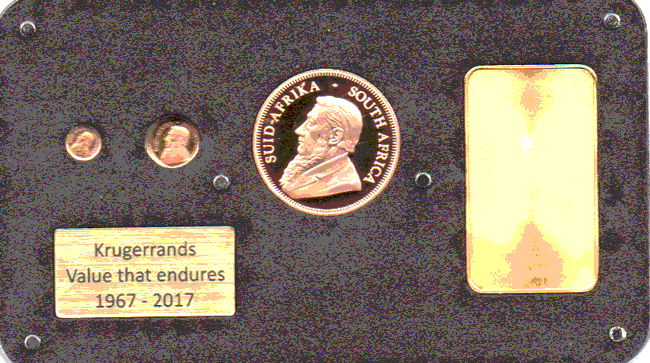 SUID-AFRIKA · SOUTH AFRICA
Krugerrands
Value that endures
1967 - 2017